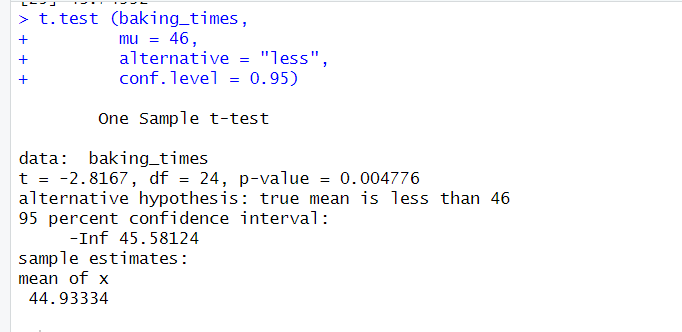 > t.test (baking_times,
+         mu = 46,
+         alternative = "less",
+         conf.level = 0.95)
One Sample t-test
data:  baking_times
t = -2.8167, df = 24, p-value = 0.004776
alternative hypothesis: true mean is less than 46
95 percent confidence interval:
-Inf 45.58124
sample estimates:
mean of x
44.93334